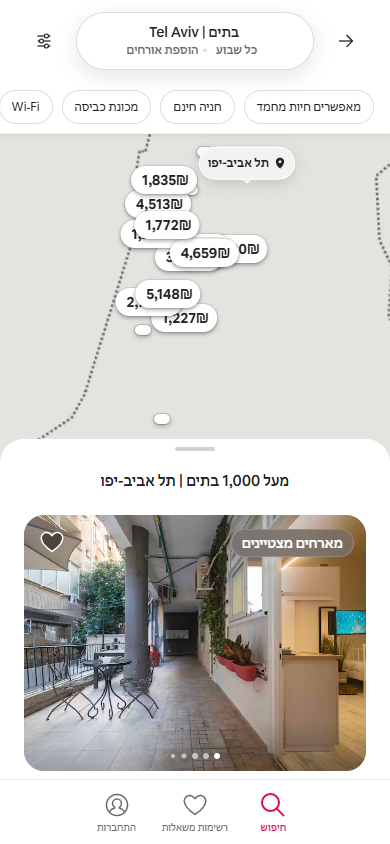 Tel Aviv | בתים
כל שבוע · הוספת אורחים
מאפשרים חיות מחמד
חניה חינם
מכונת כביסה
Wi-Fi
תל אביב-יפו
1,835₪
4,513₪
1,772₪
4,659₪
5,148₪
1,227₪
מעל 1,000 בתים | תל אביב-יפו
מארחים מצטיינים
חיפוש
רשימות משאלות
התחברות